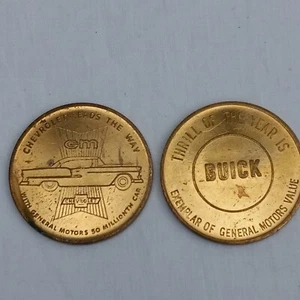 CHEVROLET LEADS THE WAY
GM
WITH GENERAL MOTORS 50 MILLIONTH CAR
THRILL OF THE YEAR IS
BUICK
EXEMPLAR OF GENERAL MOTORS VALUE